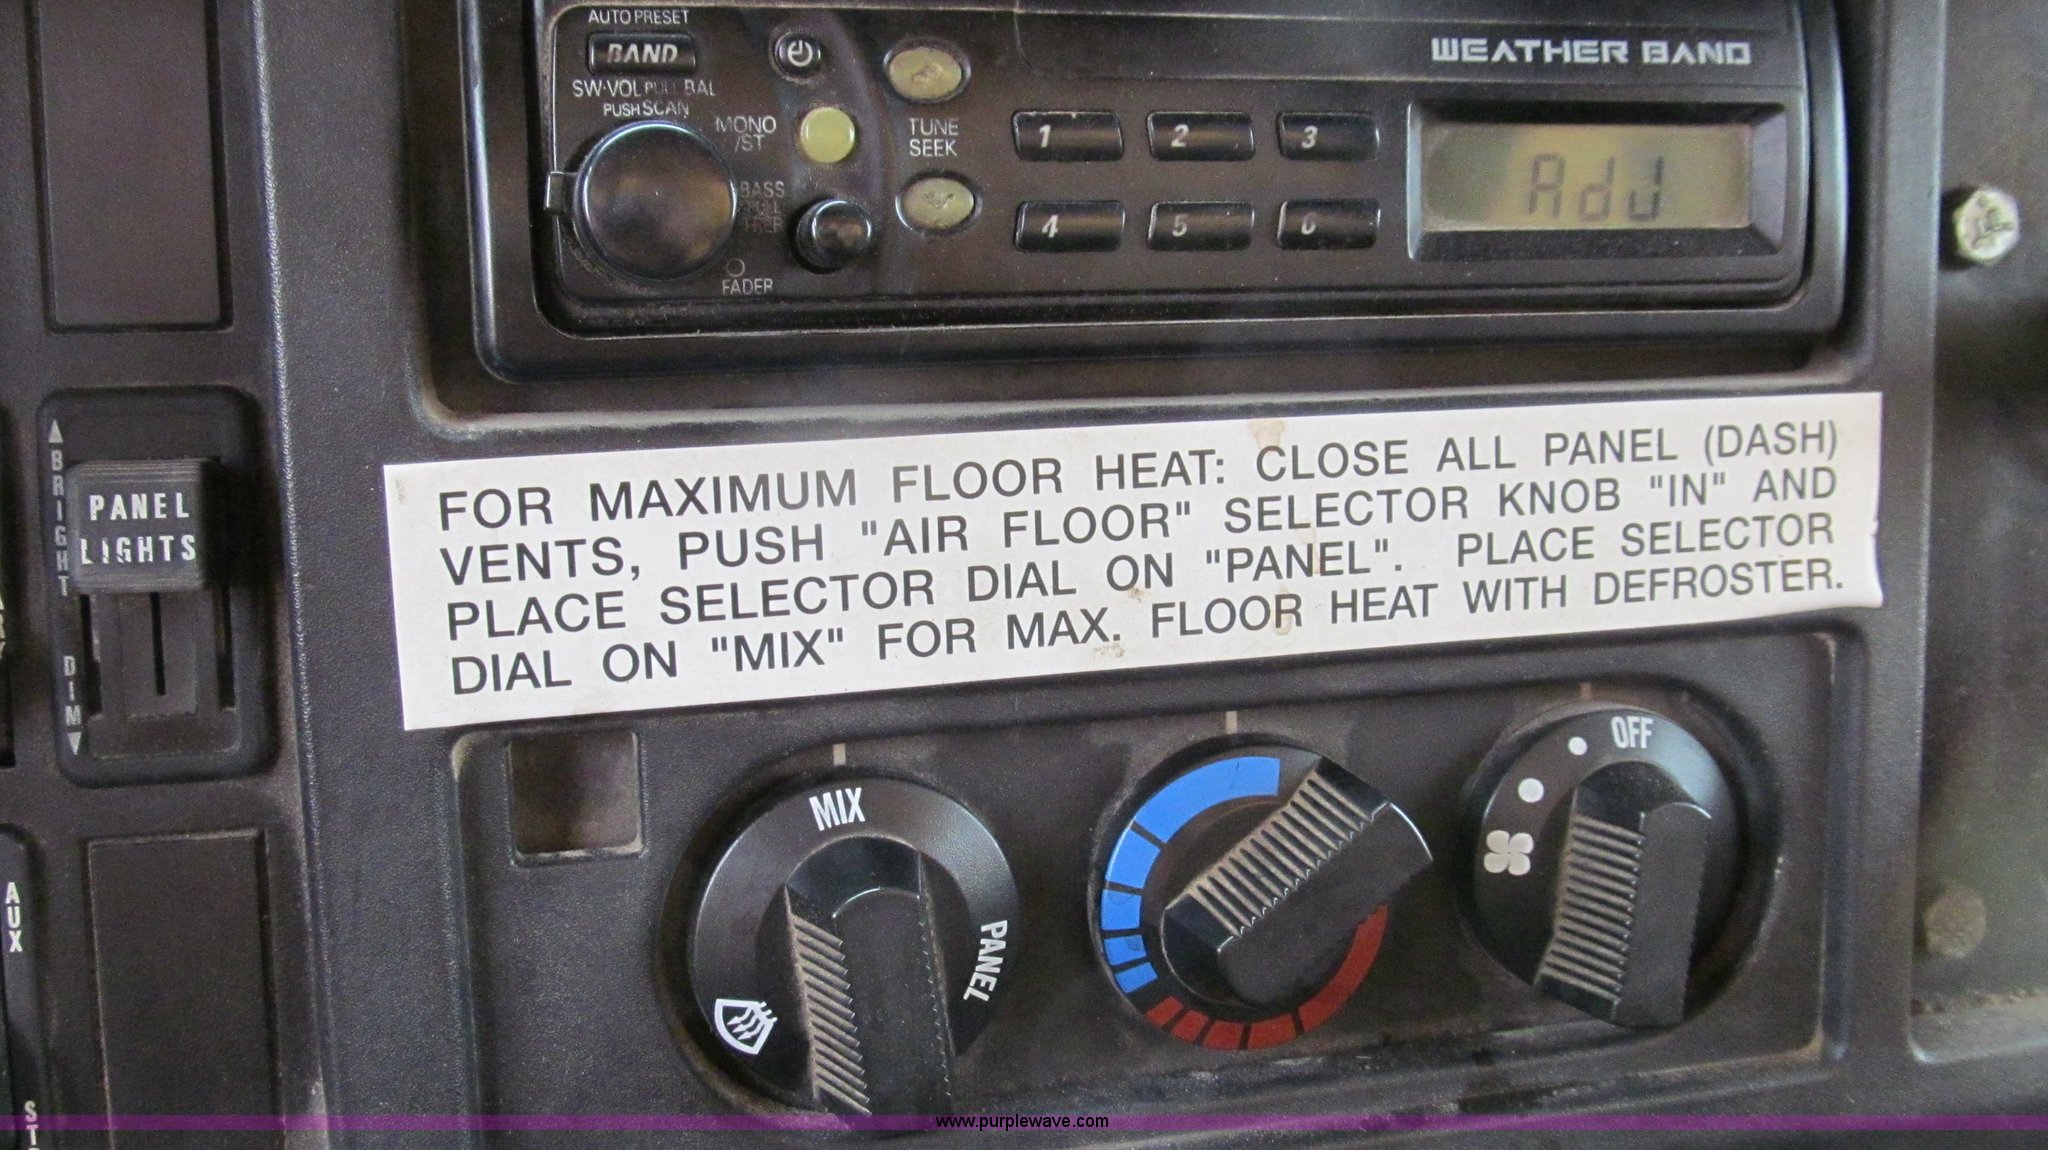 AUTO PRESET
BAND
SW-VOL PULL BAL
PUSH SCAN
MONO
/ST
BASS
FADER
TUNE
SEEK
1 2 3
4 5 6
WEATHER BAND
Adj
BRIGHT
PANEL
LIGHTS
DIM
FOR MAXIMUM FLOOR HEAT: CLOSE ALL PANEL (DASH)
VENTS, PUSH "AIR FLOOR" SELECTOR KNOB "IN" AND
PLACE SELECTOR DIAL ON "PANEL". PLACE SELECTOR
DIAL ON "MIX" FOR MAX. FLOOR HEAT WITH DEFROSTER.
MIX
PANEL
OFF
AUX
www.purplewave.com